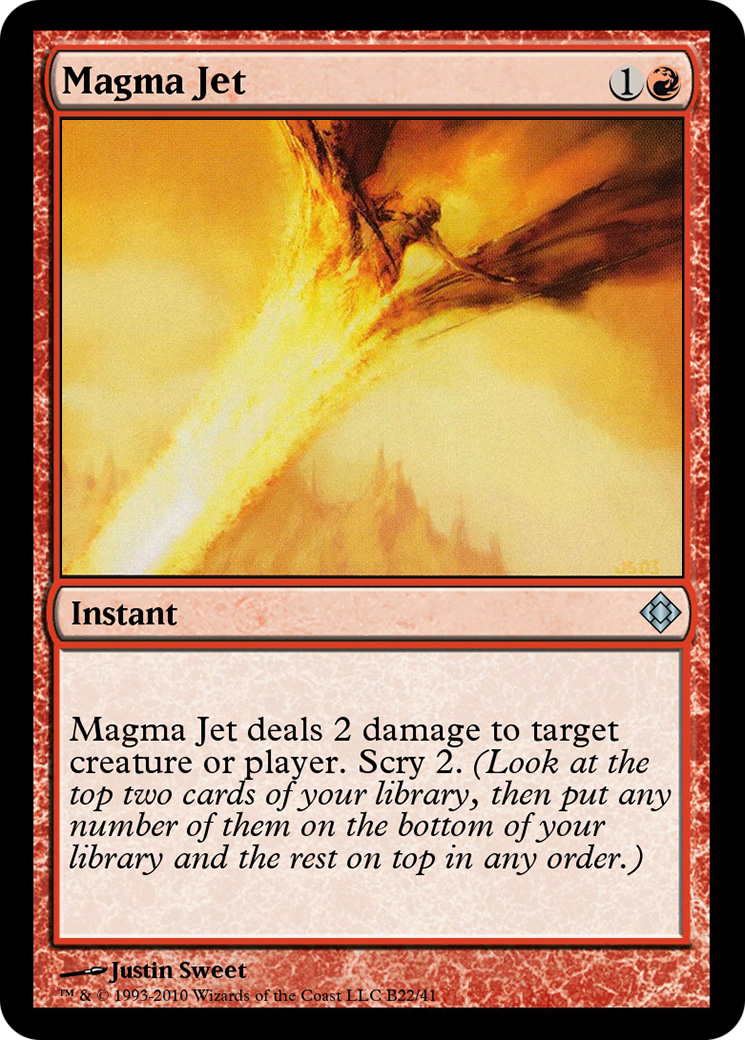 Magma Jet 1
JS03
Instant
Magma Jet deals 2 damage to target
creature or player. Scry 2. (Look at the
top two cards of your library, then put any
number of them on the bottom of your
library and the rest on top in any order.)
Justin Sweet
™ & © 1993-2010 Wizards of the Coast LLC B22/41